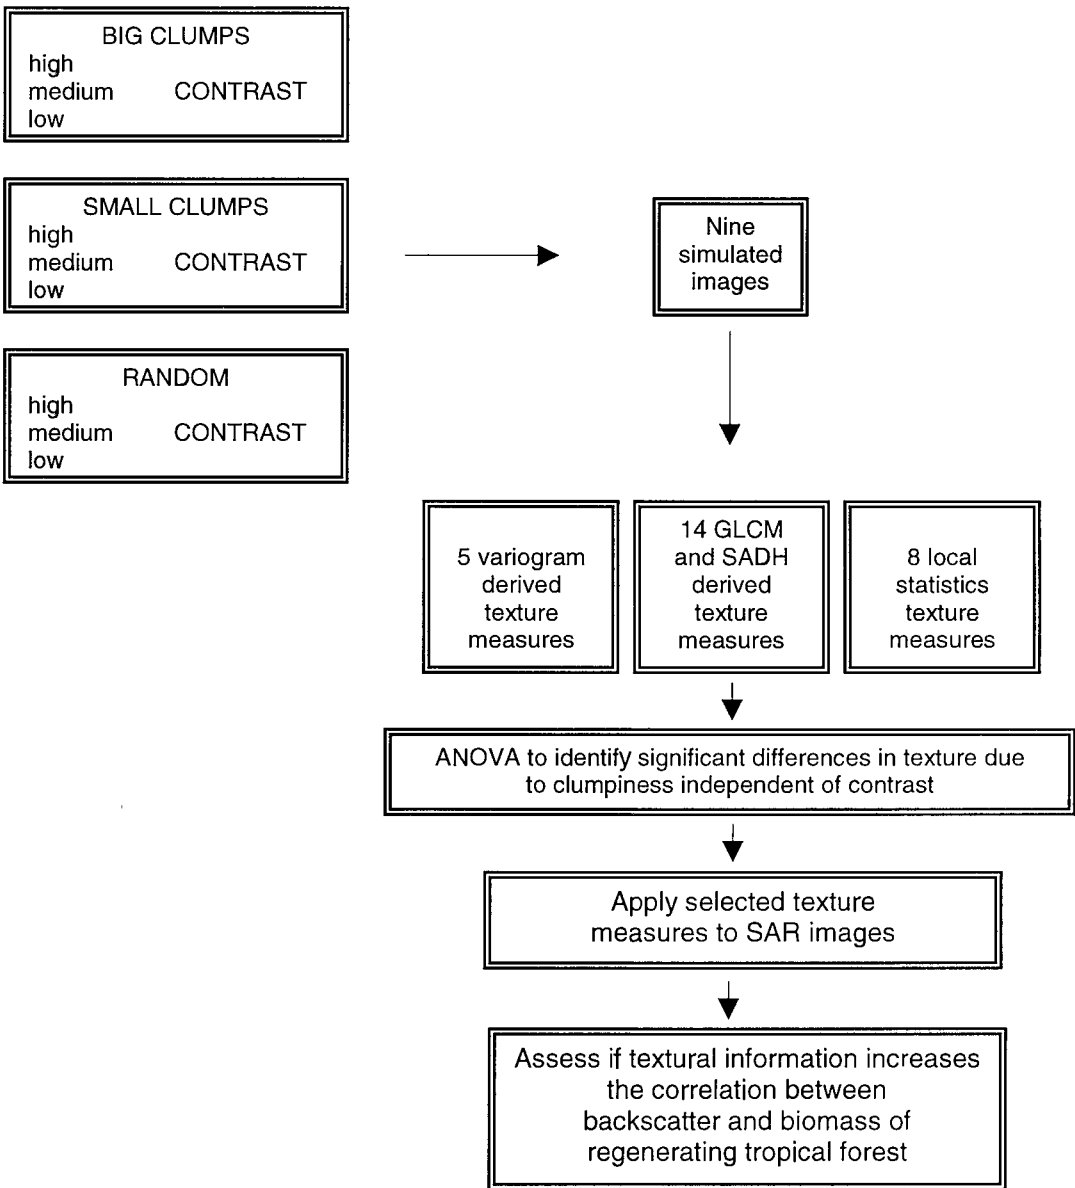 BIG CLUMPS
high
medium CONTRAST
low
SMALL CLUMPS
high
medium CONTRAST
low
RANDOM
high
medium CONTRAST
low
Nine
simulated
images
5 variogram
derived
texture
measures
14 GLCM
and SADH
derived
texture
measures
8 local
statistics
texture
measures
ANOVA to identify significant differences in texture due
to clumpiness independent of contrast
Apply selected texture
measures to SAR images
Assess if textural information increases
the correlation between
backscatter and biomass of
regenerating tropical forest